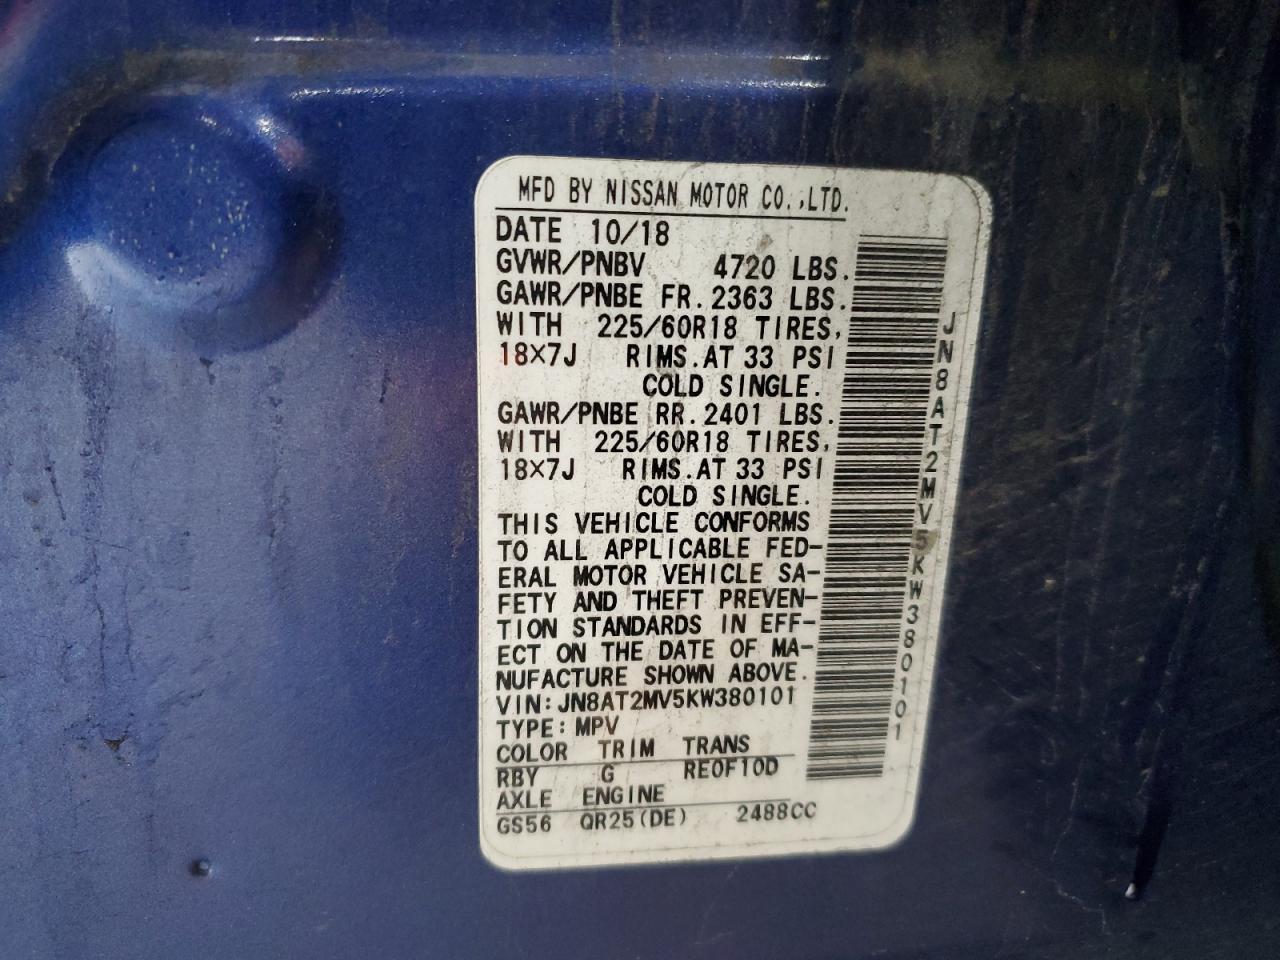 MFD BY NISSAN MOTOR CO.,LTD.
DATE 10/18
GVWR/PNBV 4720 LBS.
GAWR/PNBE FR. 2363 LBS.
WITH 225/60R18 TIRES,
18×7J RIMS.AT 33 PSI
COLD SINGLE.
GAWR/PNBE RR. 2401 LBS.
WITH 225/60R18 TIRES,
18×7J RIMS.AT 33 PSI
COLD SINGLE.
THIS VEHICLE CONFORMS
TO ALL APPLICABLE FED-
ERAL MOTOR VEHICLE SA-
FETY AND THEFT PREVEN-
TION STANDARDS IN EFF-
ECT ON THE DATE OF MA-
NUFACTURE SHOWN ABOVE.
VIN:JN8AT2MV5KW380101
TYPE:MPV
COLOR TRIM TRANS
RBY G RE0F10D
AXLE ENGINE
GS56 QR25(DE) 2488CC
JN8AT2MV5KW380101